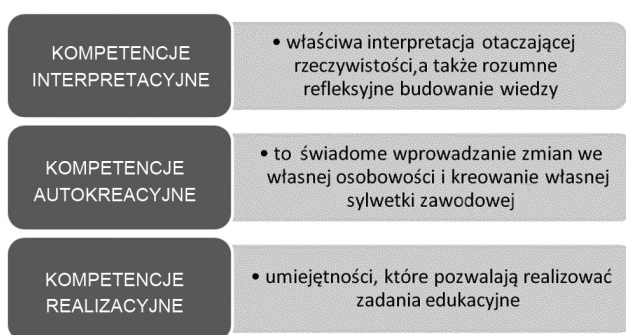 KOMPETENCJE
INTERPRETACYJNE
• właściwa interpretacja otaczającej
rzeczywistości,a także rozumne
refleksyjne budowanie wiedzy
KOMPETENCJE
AUTOKREACYJNE
• to świadome wprowadzanie zmian we
własnej osobowości i kreowanie własnej
sylwetki zawodowej
KOMPETENCJE
REALIZACYJNE
• umiejętności, które pozwalają realizować
zadania edukacyjne